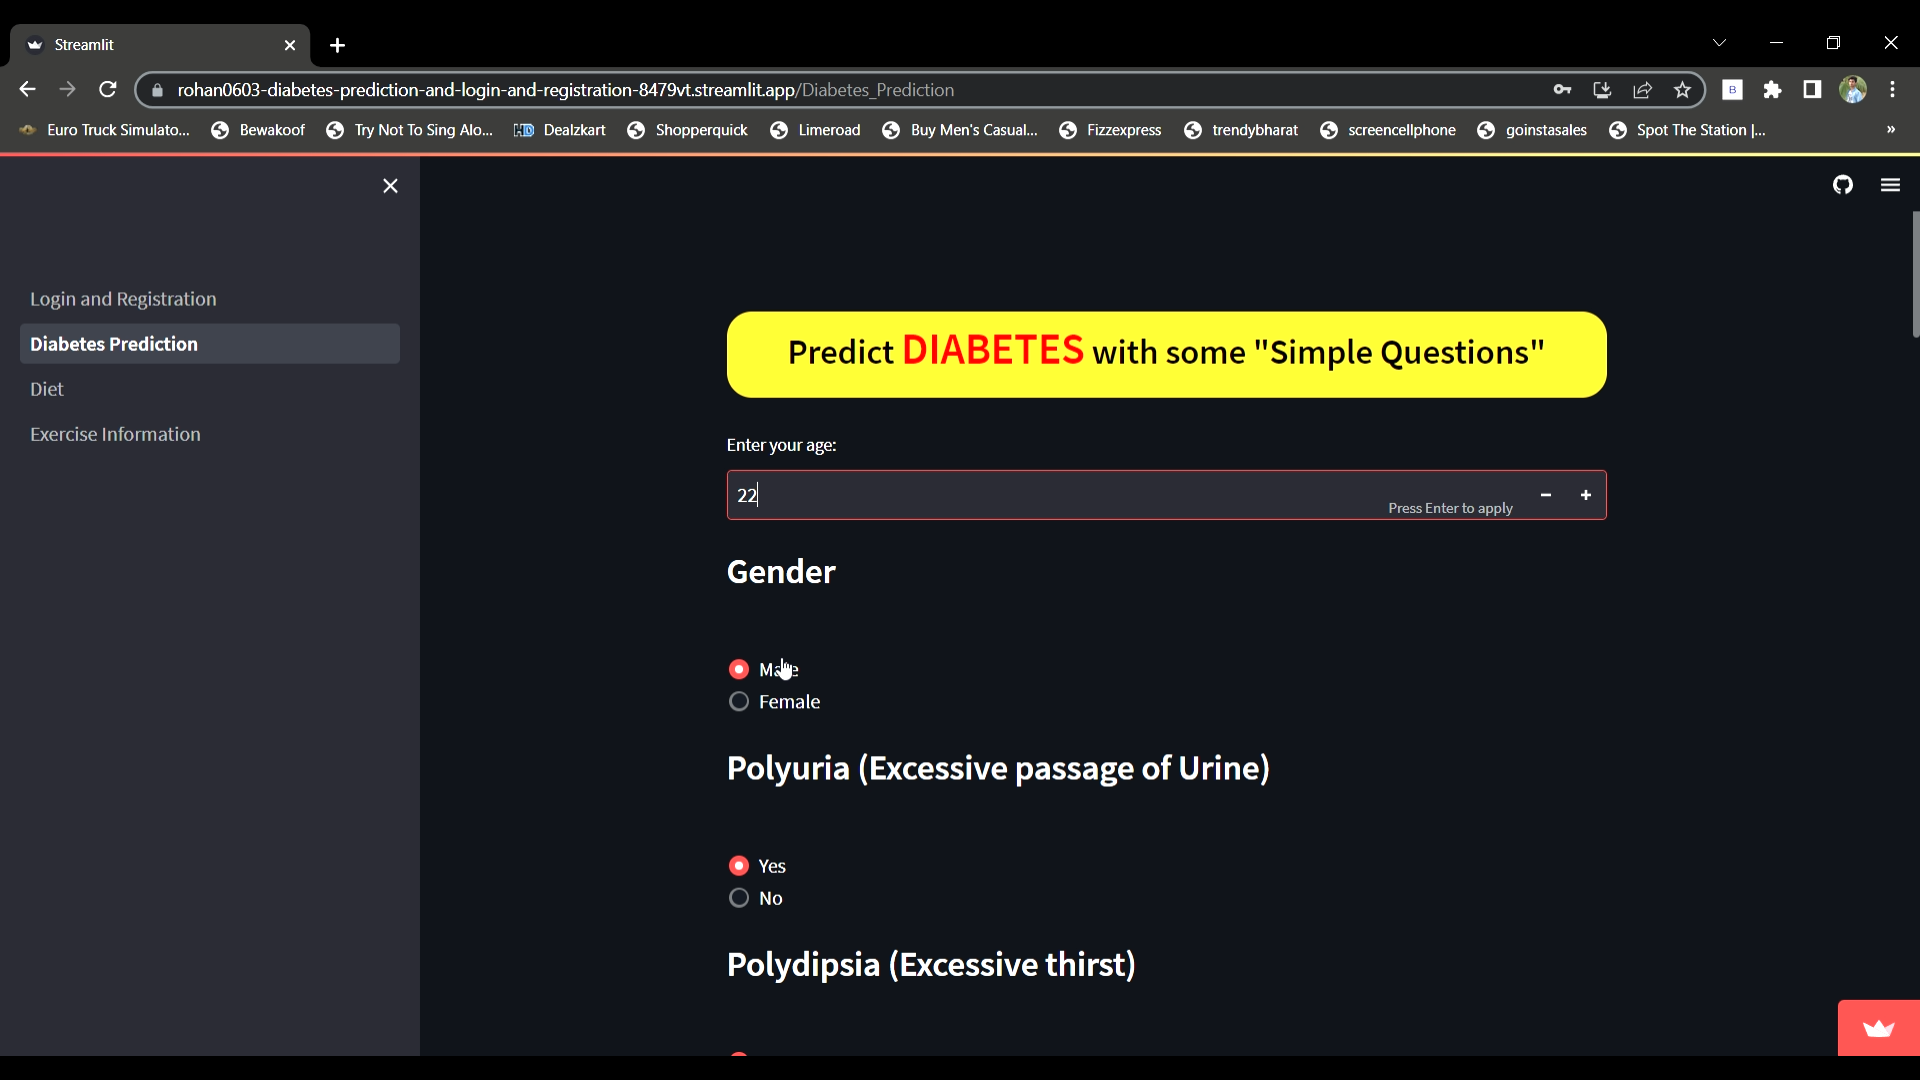 Streamlit
rohan0603-diabetes-prediction-and-login-and-registration-8479vt.streamlit.app/Diabetes_Prediction
B
Euro Truck Simulato... Bewakoof Try Not To Sing Alo... HD Dealzkart Shopperquick Limeroad Buy Men's Casual... Fizzexpress trendybharat screencellphone goinstasales Spot The Station |... »
Login and Registration
Diabetes Prediction
Diet
Exercise Information
Predict DIABETES with some "Simple Questions"
Enter your age:
22
Press Enter to apply
Gender
Male
Female
Polyuria (Excessive passage of Urine)
Yes
No
Polydipsia (Excessive thirst)